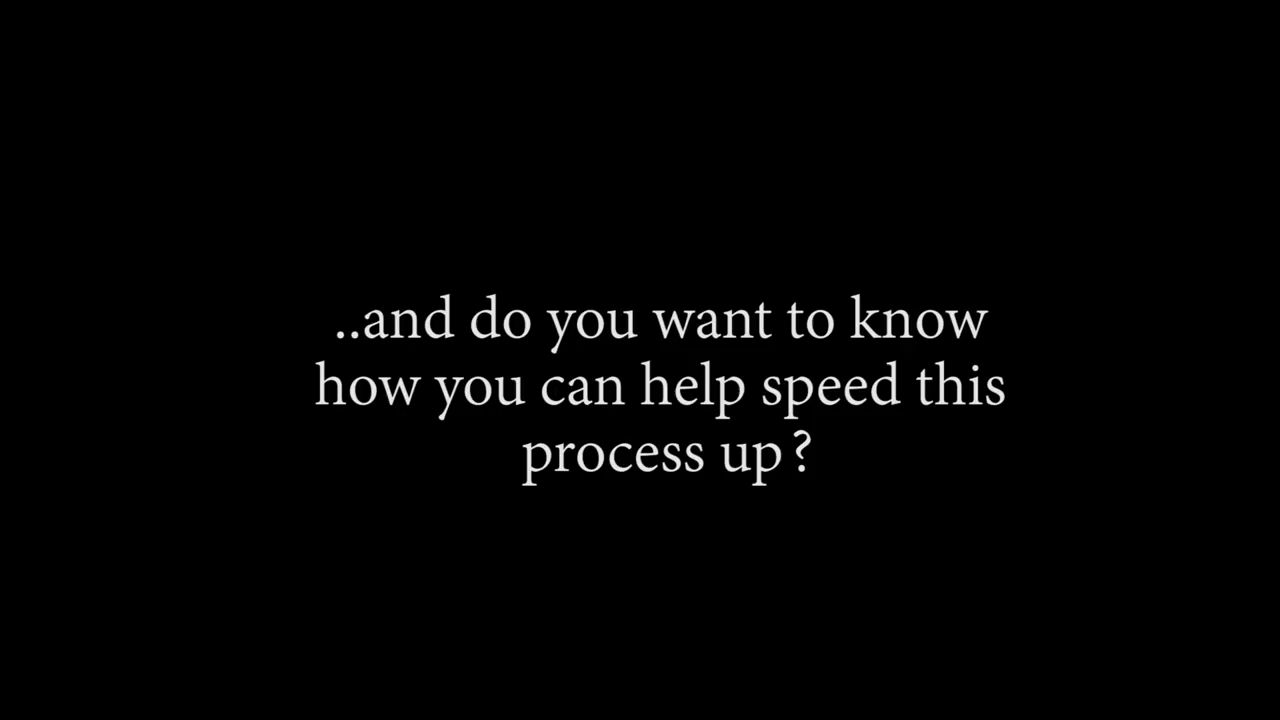 ..and do you want to know
how you can help speed this
process up?